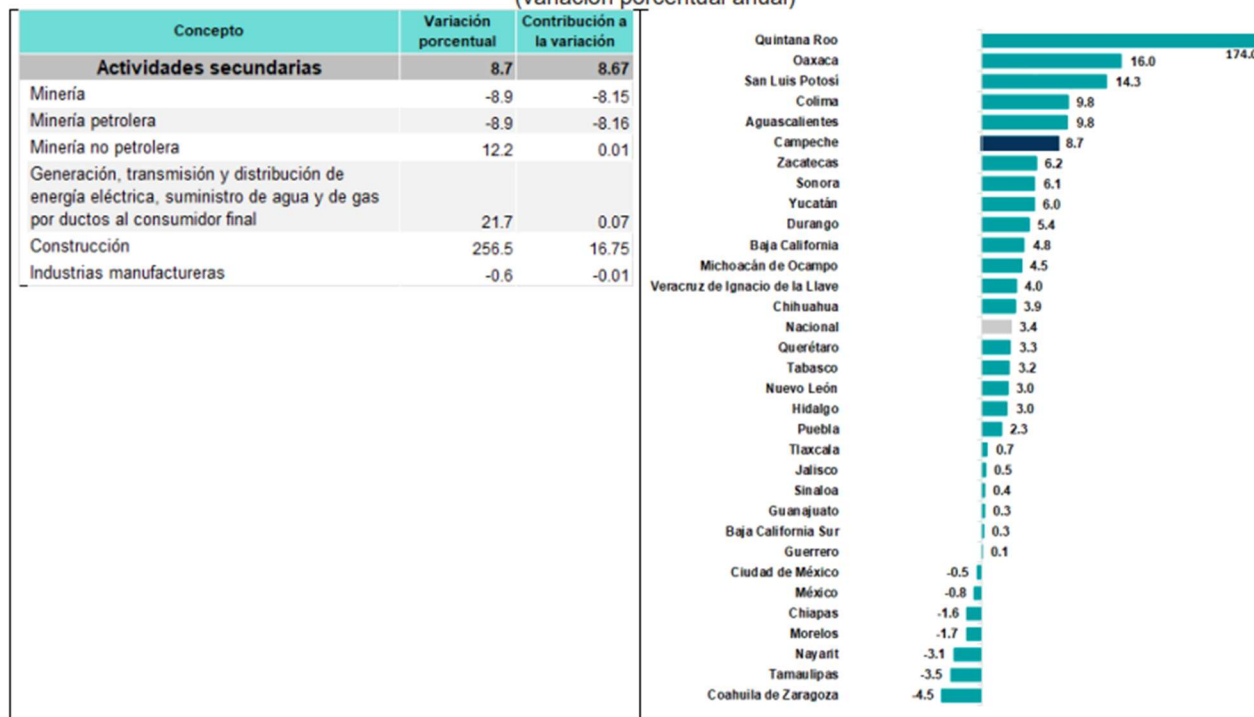 (variación porcentual anual)
Concepto Variación porcentual Contribución a la variación
Actividades secundarias 8.7 8.67
Minería -8.9 -8.15
Minería petrolera -8.9 -8.16
Minería no petrolera 12.2 0.01
Generación, transmisión y distribución de
energía eléctrica, suministro de agua y de gas
por ductos al consumidor final 21.7 0.07
Construcción 256.5 16.75
Industrias manufactureras -0.6 -0.01
Quintana Roo 174.0
Oaxaca 16.0
San Luis Potosí 14.3
Colima 9.8
Aguascalientes 9.8
Campeche 8.7
Zacatecas 6.2
Sonora 6.1
Yucatán 6.0
Durango 5.4
Baja California 4.8
Michoacán de Ocampo 4.5
Veracruz de Ignacio de la Llave 4.0
Chihuahua 3.9
Nacional 3.4
Querétaro 3.3
Tabasco 3.2
Nuevo León 3.0
Hidalgo 3.0
Puebla 2.3
Tlaxcala 0.7
Jalisco 0.5
Sinaloa 0.4
Guanajuato 0.3
Baja California Sur 0.3
Guerrero 0.1
Ciudad de México -0.5
México -0.8
Chiapas -1.6
Morelos -1.7
Nayarit -3.1
Tamaulipas -3.5
Coahuila de Zaragoza -4.5